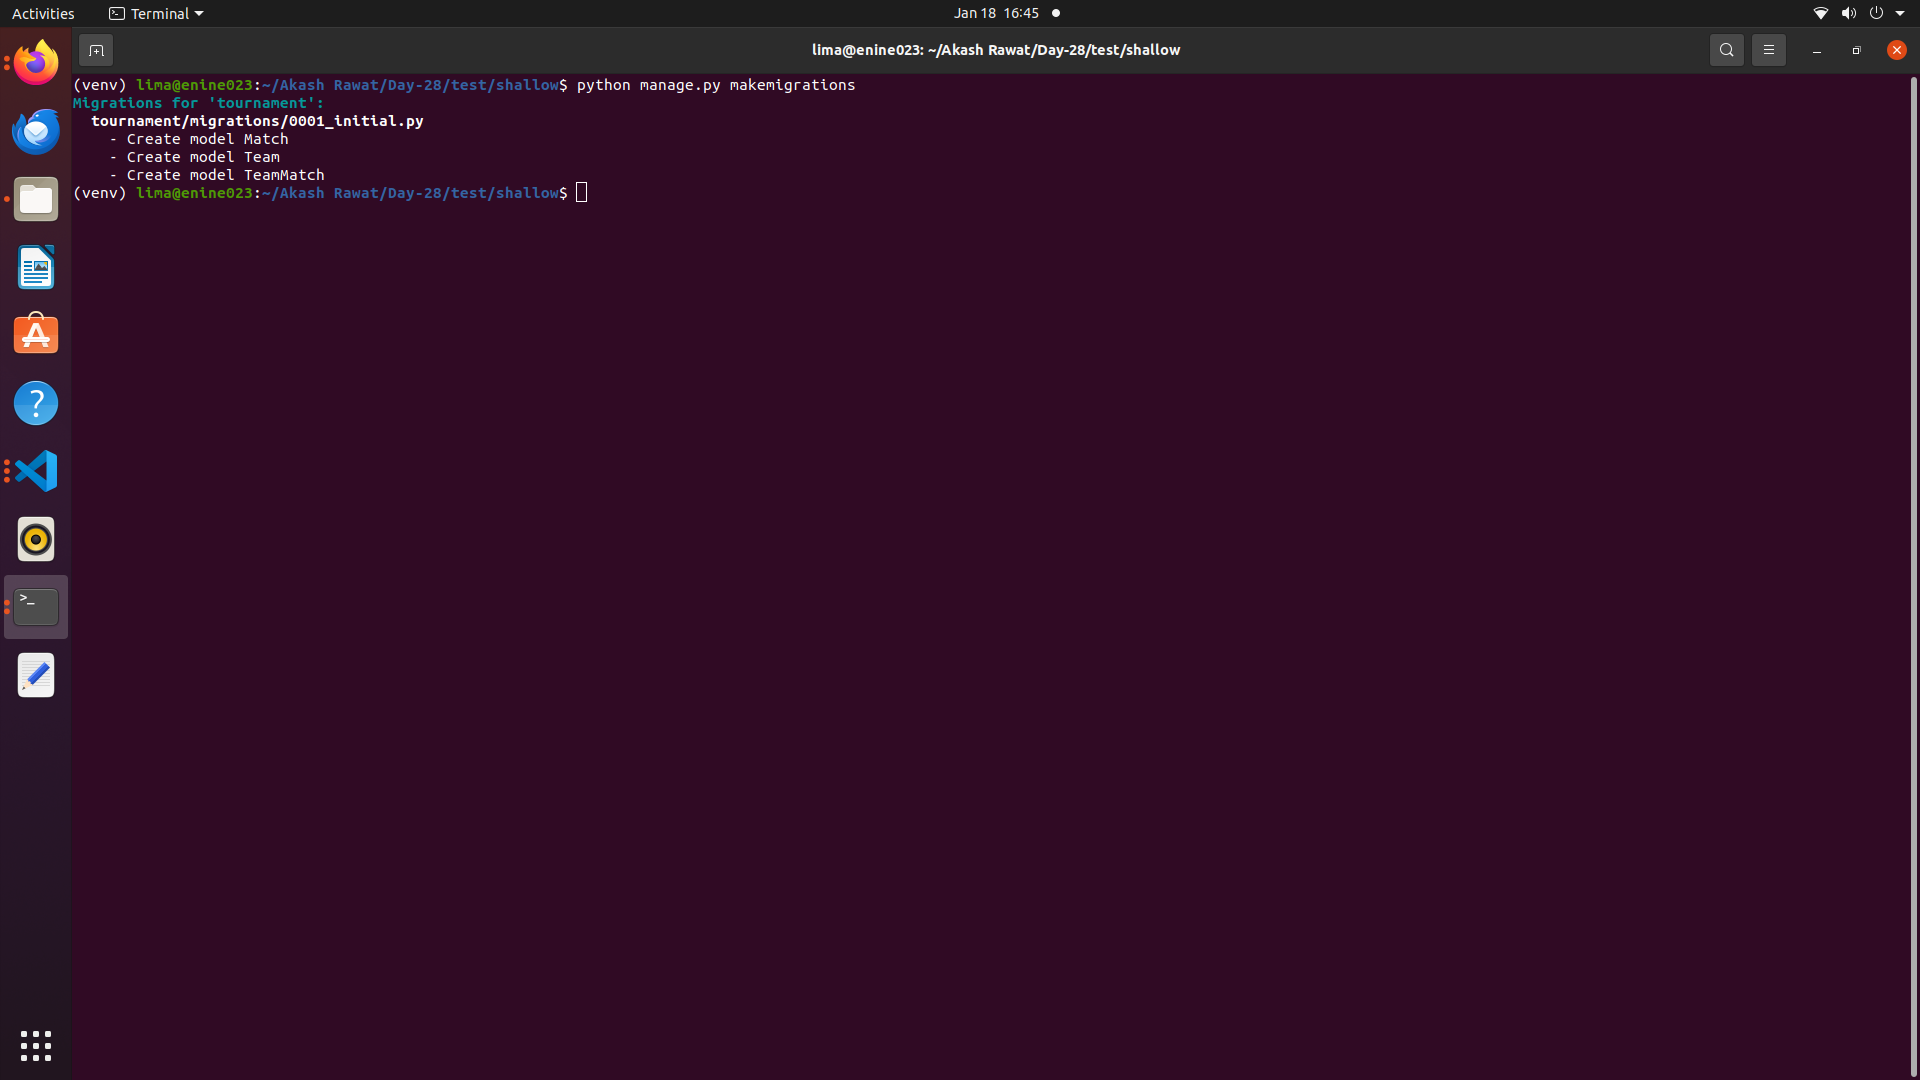 Activities
Terminal
Jan 18 16:45
lima@enine023: ~/Akash Rawat/Day-28/test/shallow
(venv) lima@enine023:~/Akash Rawat/Day-28/test/shallow$ python manage.py makemigrations
Migrations for 'tournament':
tournament/migrations/0001_initial.py
- Create model Match
- Create model Team
- Create model TeamMatch
(venv) lima@enine023:~/Akash Rawat/Day-28/test/shallow$